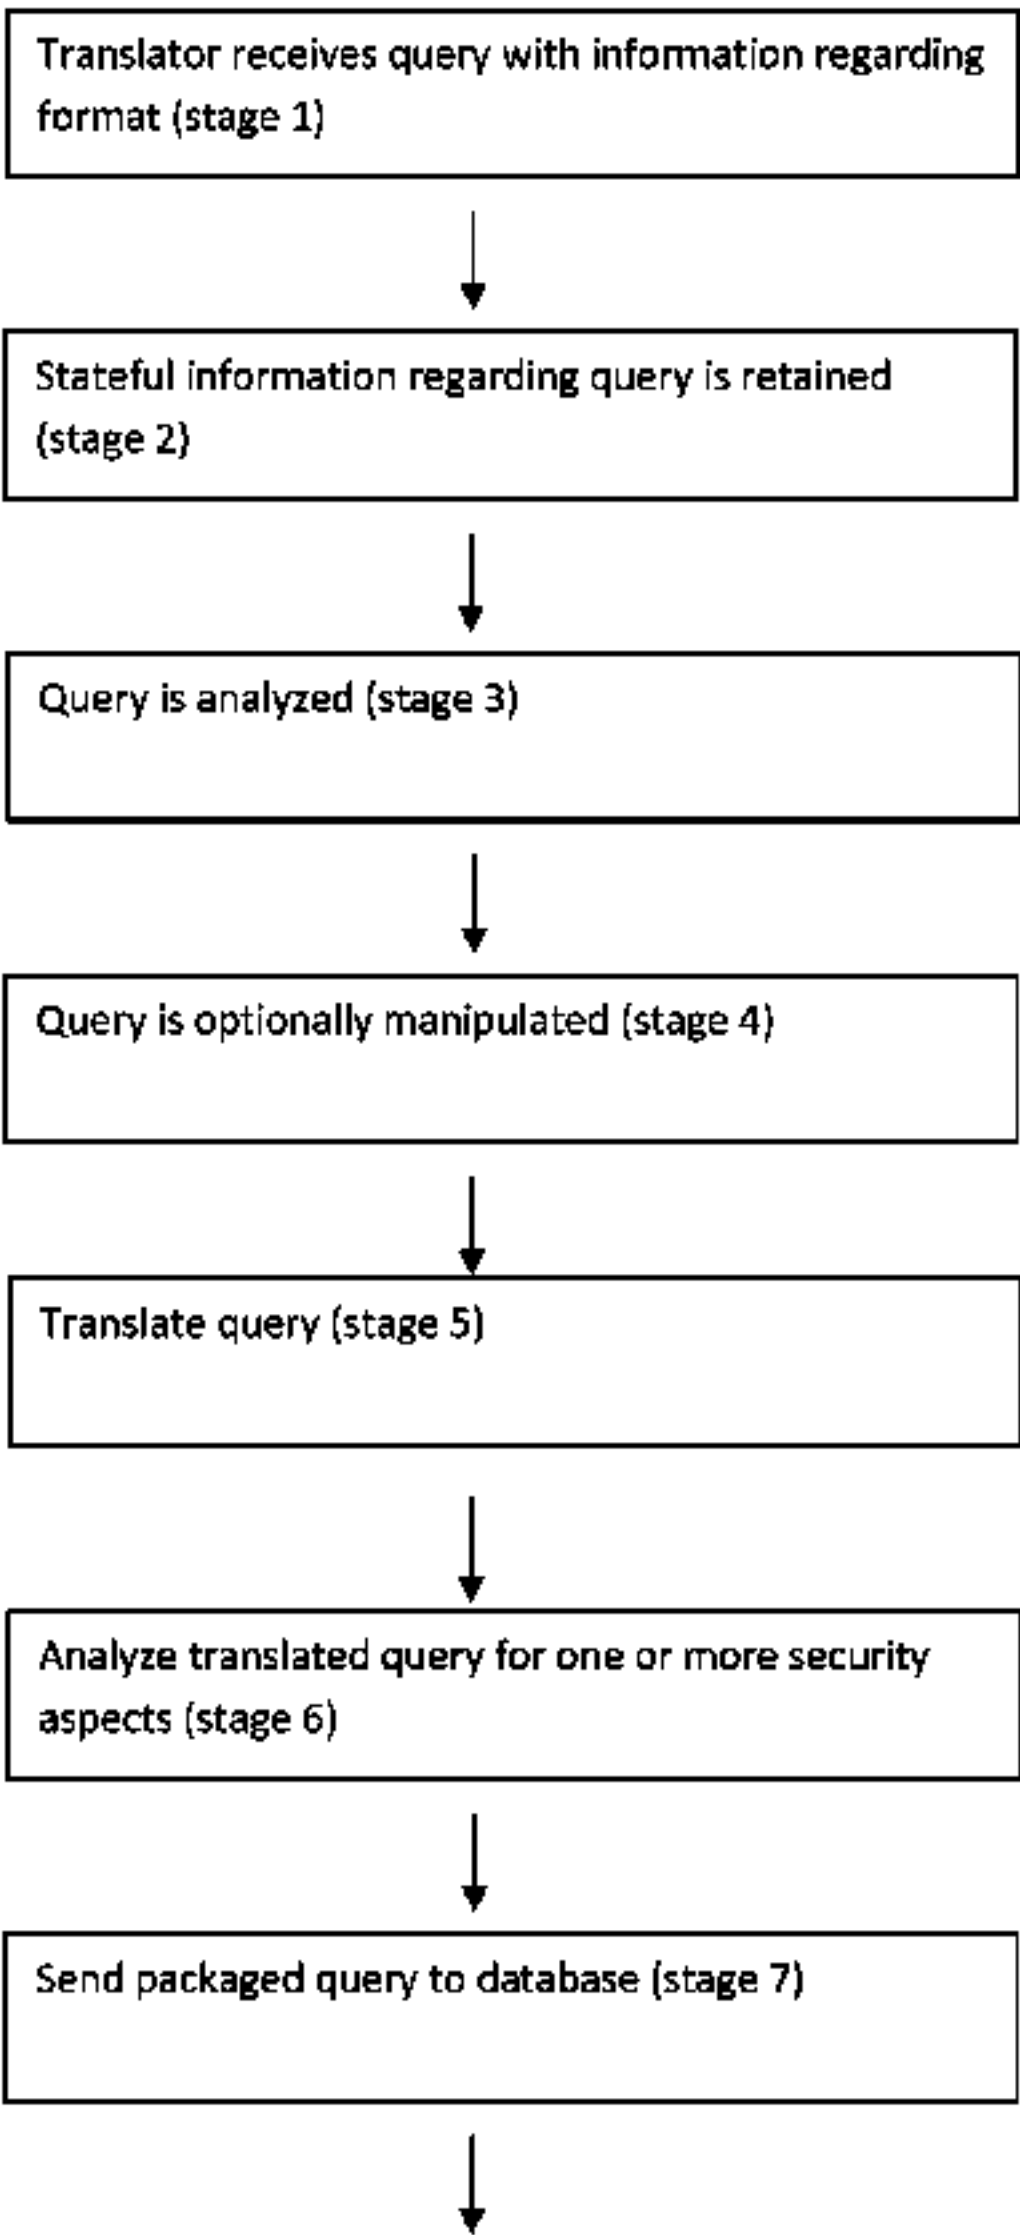 Translator receives query with information regarding
format (stage 1)
Stateful information regarding query is retained
(stage 2)
Query is analyzed (stage 3)
Query is optionally manipulated (stage 4)
Translate query (stage 5)
Analyze translated query for one or more security
aspects (stage 6)
Send packaged query to database (stage 7)